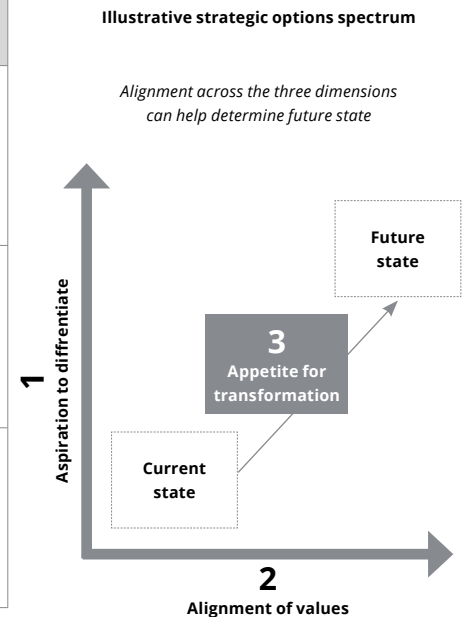 Illustrative strategic options spectrum
Alignment across the three dimensions
can help determine future state
Future
state
3
Appetite for
transformation
Current
state
1
Aspiration to diffrentiate
2
Alignment of values